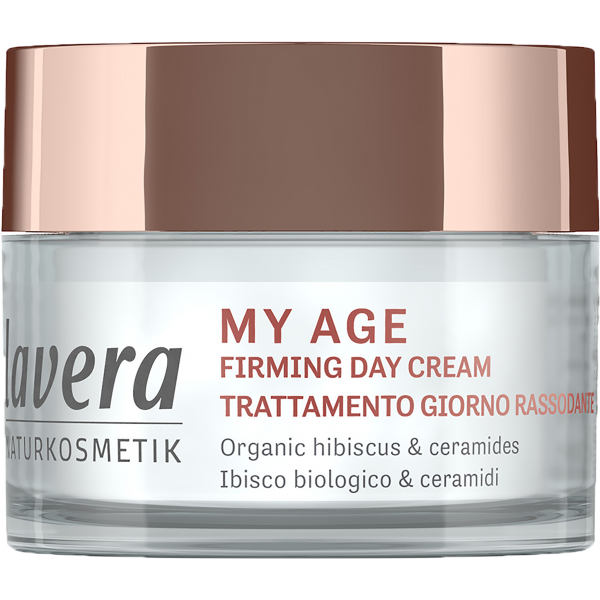 lavera
NATURKOSMETIK
MY AGE
FIRMING DAY CREAM
TRATTAMENTO GIORNO RASSODANTE
Organic hibiscus & ceramides
Ibisco biologico & ceramidi